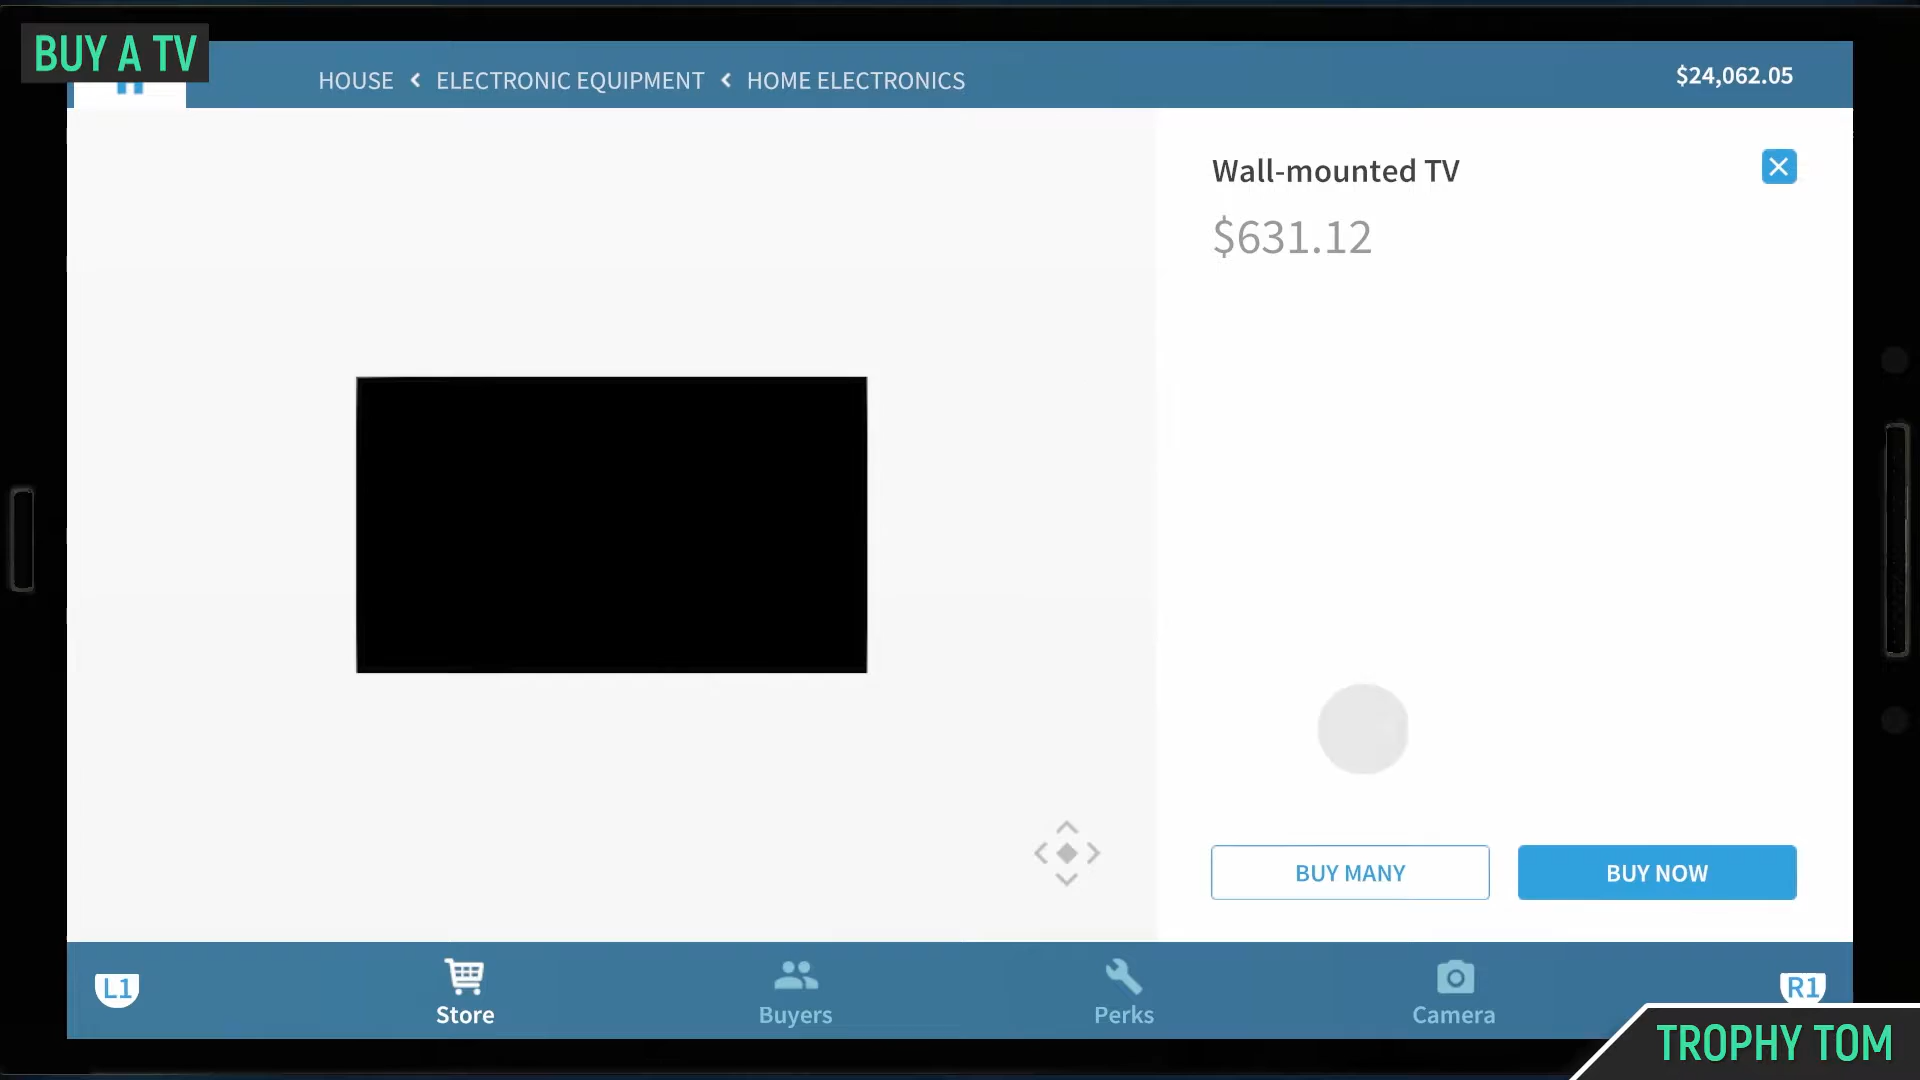 BUY A TV
HOUSE < ELECTRONIC EQUIPMENT < HOME ELECTRONICS
$24,062.05
Wall-mounted TV
$631.12
BUY MANY
BUY NOW
L1
Store
Buyers
Perks
Camera
R1
TROPHY TOM